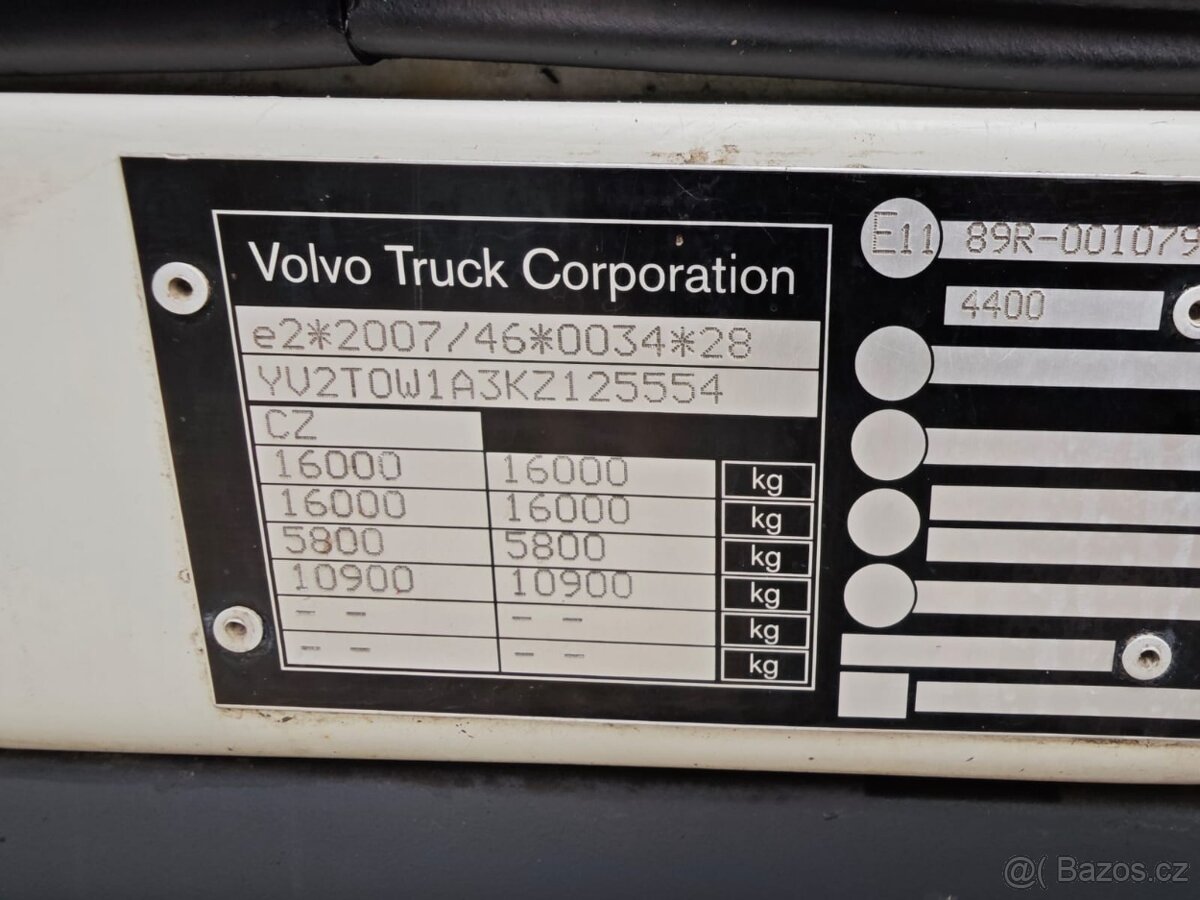 Volvo Truck Corporation
e2*2007/46*0034*28
YV2T0W1A3KZ125554
CZ
16000 16000 kg
16000 16000 kg
5800 5800 kg
10900 10900 kg
- - - - kg
- - - - kg
E11 89R-001079
4400
@( Bazoš.cz